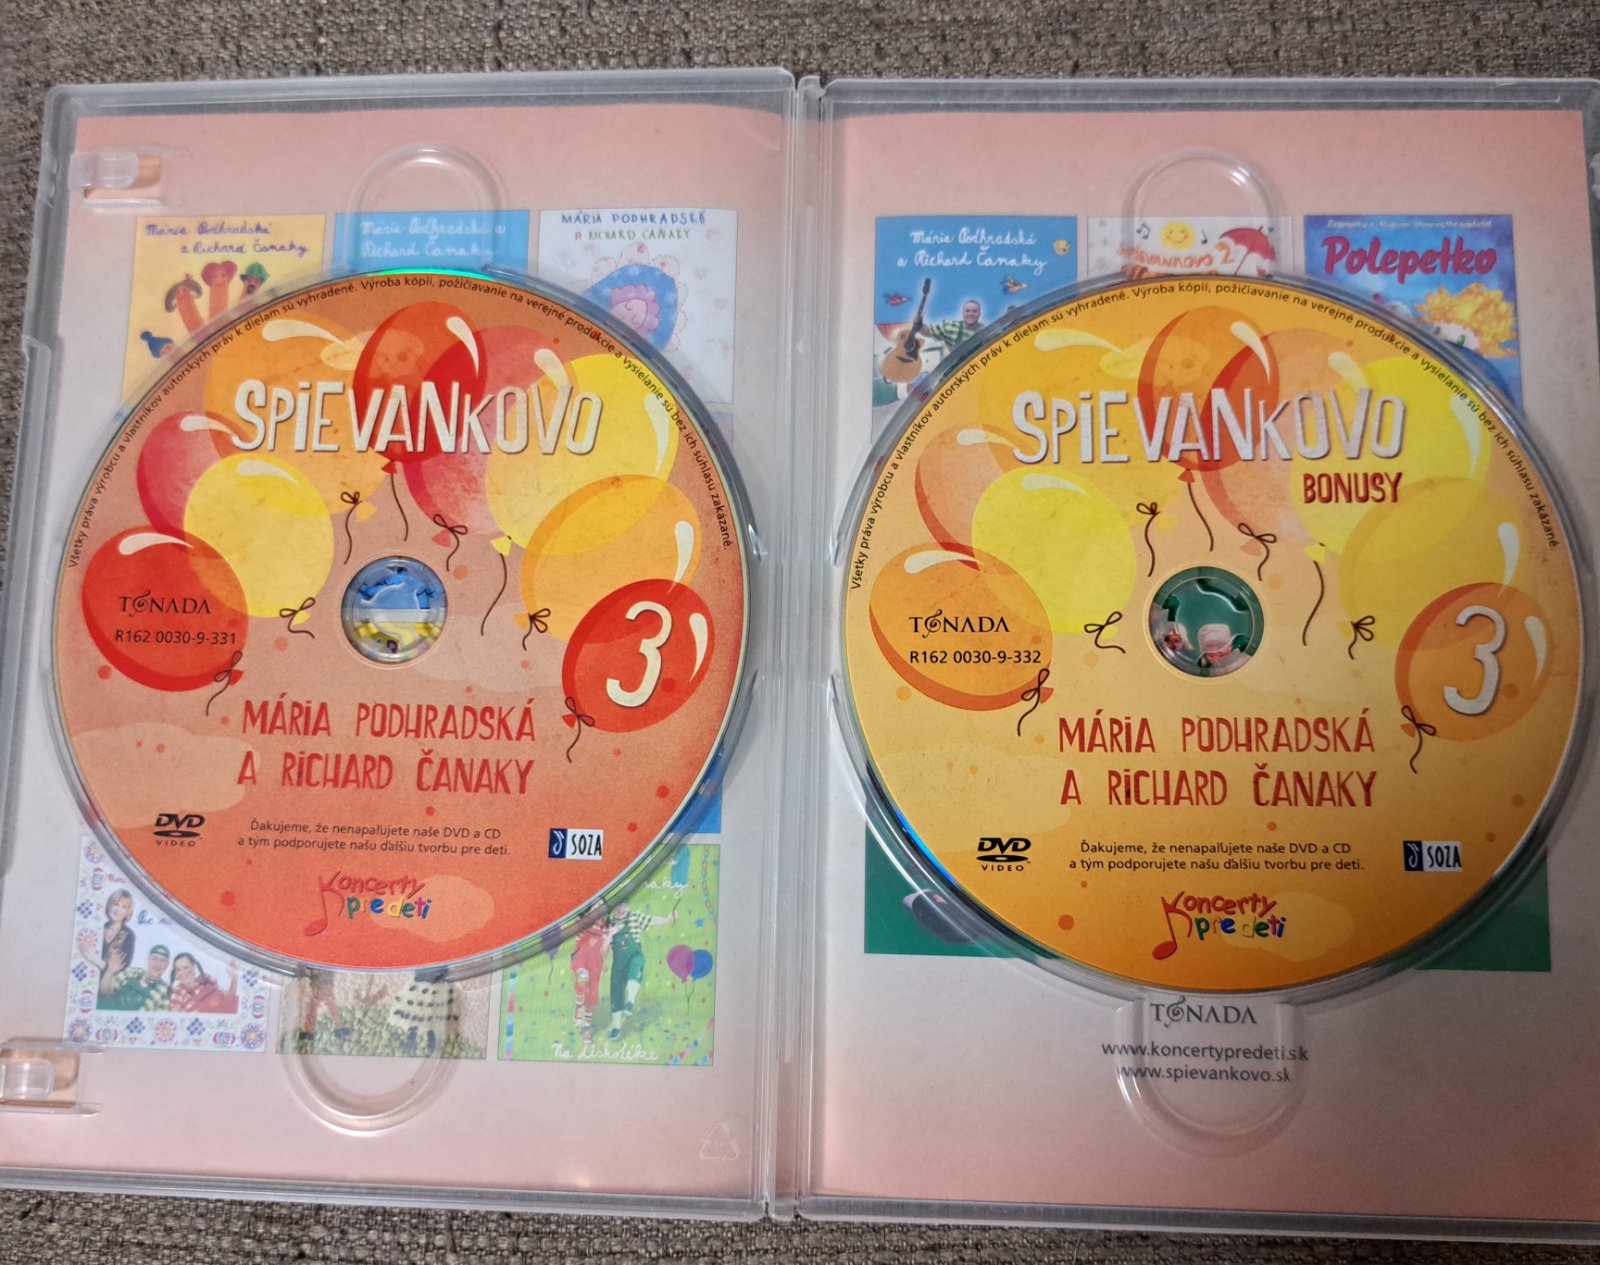 Mária Podhradská
a Richard Čanaky
Mária Podhradská a
Richard Čanaky
MÁRIA PODHRADSKÁ
A RICHARD ČANAKY
Všetky práva výrobcu a vlastníkov autorských práv k dielam sú vyhradené. Výroba kópií, požičiavanie na verejné produkcie a vysielanie sú bez ich súhlasu zakázané.
SPIEVANKOVO
TONADA
R162 0030-9-331
3
MÁRIA PODHRADSKÁ
A RICHARD ČANAKY
DVD
VIDEO
Ďakujeme, že nenapaľujete naše DVD a CD
a tým podporujete našu ďalšiu tvorbu pre deti.
SOZA
Koncerty
pre deti
Na diskotéke
Mária Podhradská
a Richard Čanaky
SPIEVANKOVO 2
Polepetko
Všetky práva výrobcu a vlastníkov autorských práv k dielam sú vyhradené. Výroba kópií, požičiavanie na verejné produkcie a vysielanie sú bez ich súhlasu zakázané.
SPIEVANKOVO
BONUSY
TONADA
R162 0030-9-332
3
MÁRIA PODHRADSKÁ
A RICHARD ČANAKY
DVD
VIDEO
Ďakujeme, že nenapaľujete naše DVD a CD
a tým podporujete našu ďalšiu tvorbu pre deti.
SOZA
Koncerty
pre deti
TONADA
www.koncertypredeti.sk
www.spievankovo.sk